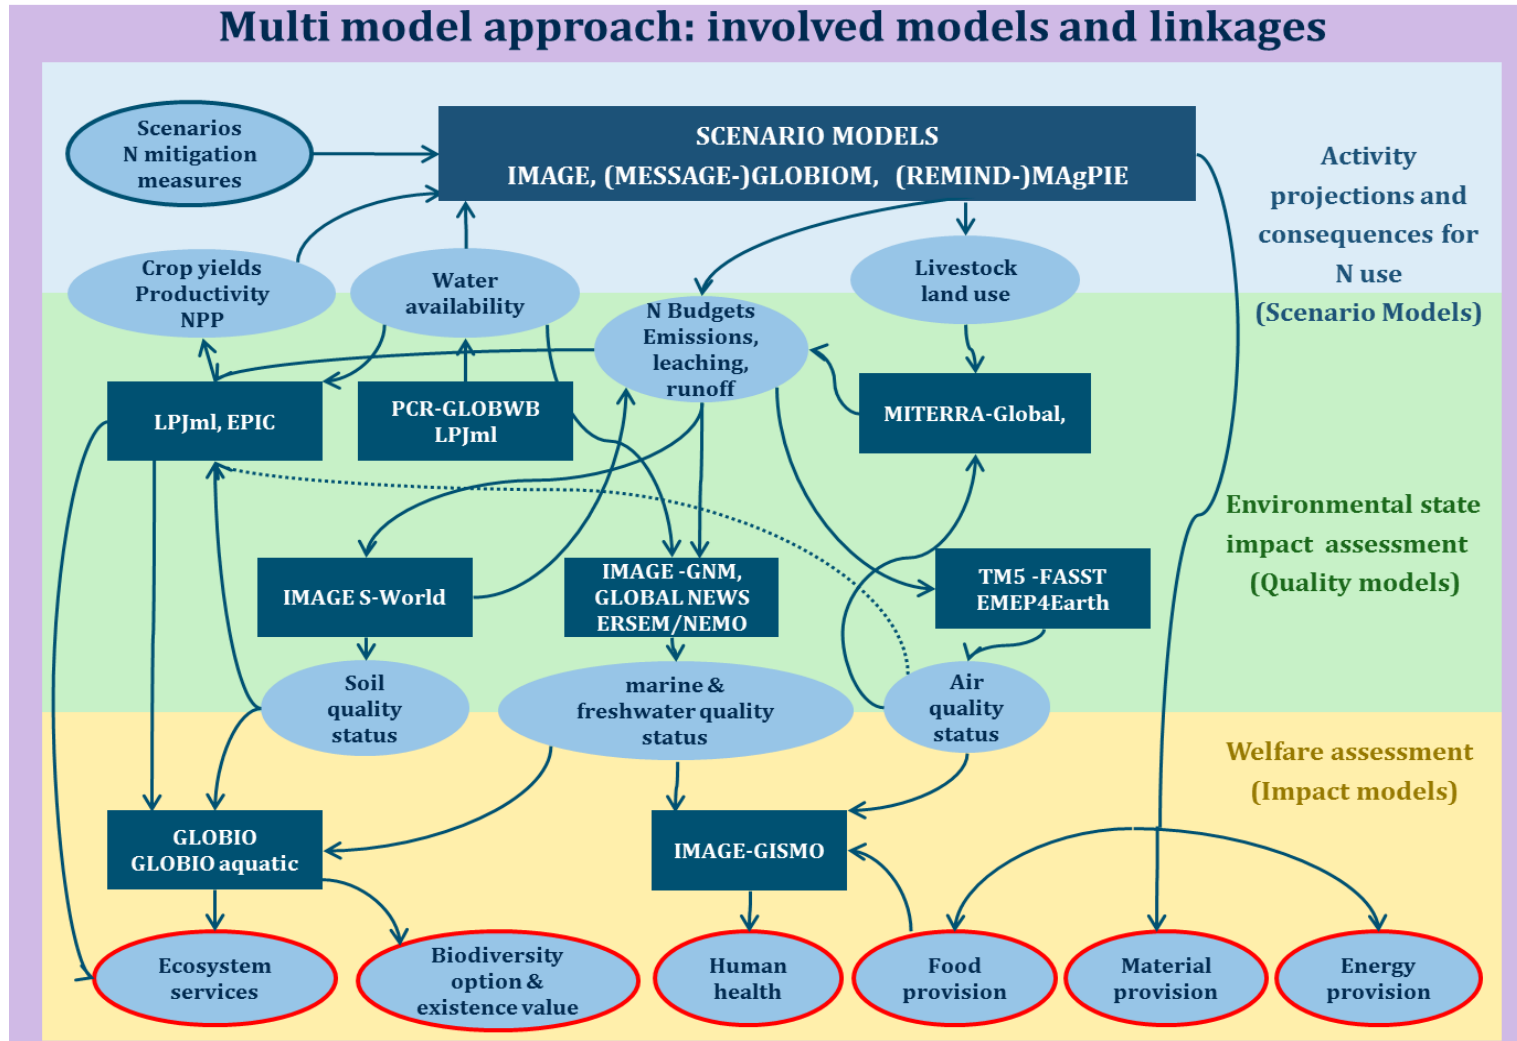 Multi model approach: involved models and linkages
Scenarios
N mitigation
measures
SCENARIO MODELS
IMAGE, (MESSAGE-)GLOBIOM, (REMIND-)MAgPIE
Activity
projections and
consequences for
N use
(Scenario Models)
Crop yields
Productivity
NPP
Water
availability
N Budgets
Emissions,
leaching,
runoff
Livestock
land use
LPJml, EPIC
PCR-GLOBWB
LPJml
MITERRA-Global,
Environmental state
impact assessment
(Quality models)
IMAGE S-World
IMAGE -GNM,
GLOBAL NEWS
ERSEM/NEMO
TM5 -FASST
EMEP4Earth
Soil
quality
status
marine &
freshwater quality
status
Air
quality
status
Welfare assessment
(Impact models)
GLOBIO
GLOBIO aquatic
IMAGE-GISMO
Ecosystem
services
Biodiversity
option &
existence value
Human
health
Food
provision
Material
provision
Energy
provision